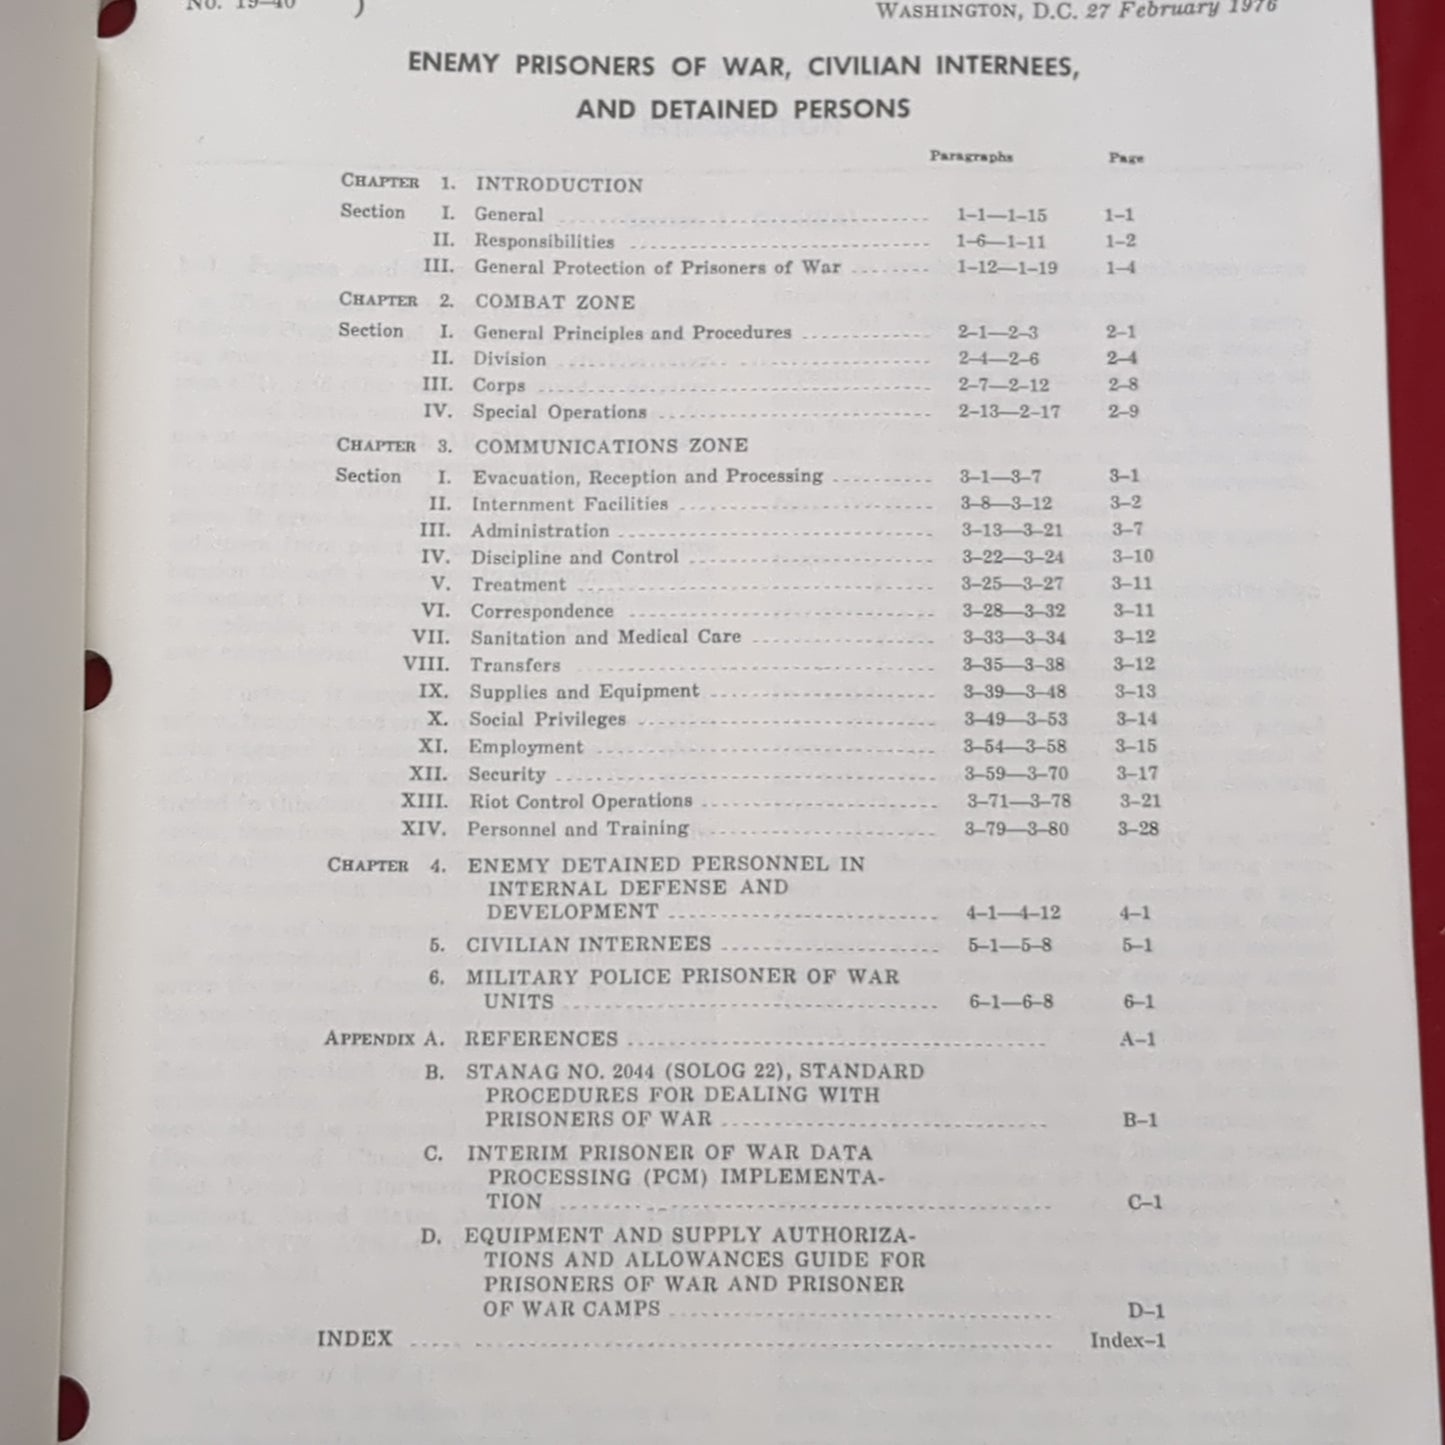 No. 19–40 )
WASHINGTON, D.C. 27 February 1976
ENEMY PRISONERS OF WAR, CIVILIAN INTERNEES,
AND DETAINED PERSONS
Paragraphs Page
CHAPTER 1. INTRODUCTION
Section I. General 1–1—1–15 1–1
II. Responsibilities 1–6—1–11 1–2
III. General Protection of Prisoners of War 1–12—1–19 1–4
CHAPTER 2. COMBAT ZONE
Section I. General Principles and Procedures 2–1—2–3 2–1
II. Division 2–4—2–6 2–4
III. Corps 2–7—2–12 2–8
IV. Special Operations 2–13—2–17 2–9
CHAPTER 3. COMMUNICATIONS ZONE
Section I. Evacuation, Reception and Processing 3–1—3–7 3–1
II. Internment Facilities 3–8—3–12 3–2
III. Administration 3–13—3–21 3–7
IV. Discipline and Control 3–22—3–24 3–10
V. Treatment 3–25—3–27 3–11
VI. Correspondence 3–28—3–32 3–11
VII. Sanitation and Medical Care 3–33—3–34 3–12
VIII. Transfers 3–35—3–38 3–12
IX. Supplies and Equipment 3–39—3–48 3–13
X. Social Privileges 3–49—3–53 3–14
XI. Employment 3–54—3–58 3–15
XII. Security 3–59—3–70 3–17
XIII. Riot Control Operations 3–71—3–78 3–21
XIV. Personnel and Training 3–79—3–80 3–28
CHAPTER 4. ENEMY DETAINED PERSONNEL IN
INTERNAL DEFENSE AND
DEVELOPMENT 4–1—4–12 4–1
5. CIVILIAN INTERNEES 5–1—5–8 5–1
6. MILITARY POLICE PRISONER OF WAR
UNITS 6–1—6–8 6–1
APPENDIX A. REFERENCES A–1
B. STANAG NO. 2044 (SOLOG 22), STANDARD
PROCEDURES FOR DEALING WITH
PRISONERS OF WAR B–1
C. INTERIM PRISONER OF WAR DATA
PROCESSING (PCM) IMPLEMENTA-
TION C–1
D. EQUIPMENT AND SUPPLY AUTHORIZA-
TIONS AND ALLOWANCES GUIDE FOR
PRISONERS OF WAR AND PRISONER
OF WAR CAMPS D–1
INDEX Index–1